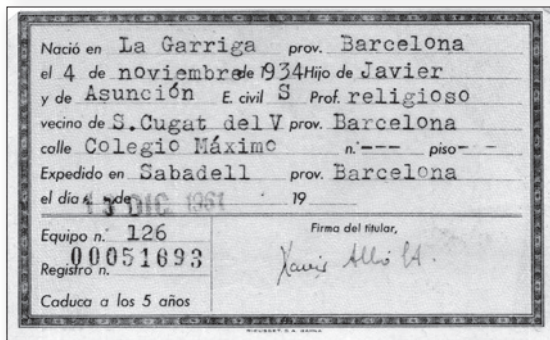 Nació en La Garriga prov. Barcelona
el 4 de noviembre de 1934 Hijo de Javier
y de Asunción E. civil S Prof. religioso
vecino de S.Cugat del V prov. Barcelona
calle Colegio Máximo n.º --- piso - -
Expedido en Sabadell prov. Barcelona
el día de DIC 1961 19
Equipo n.º 126
Firma del titular,
00051693
Registro n.
Caduca a los 5 años